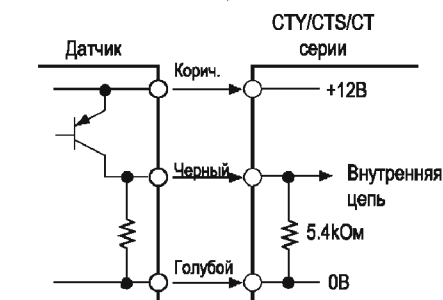 CTY/CTS/CT
Датчик
серии
Корич.
+12В
Черный
Внутренняя
цепь
5.4kОм
Голубой
0В